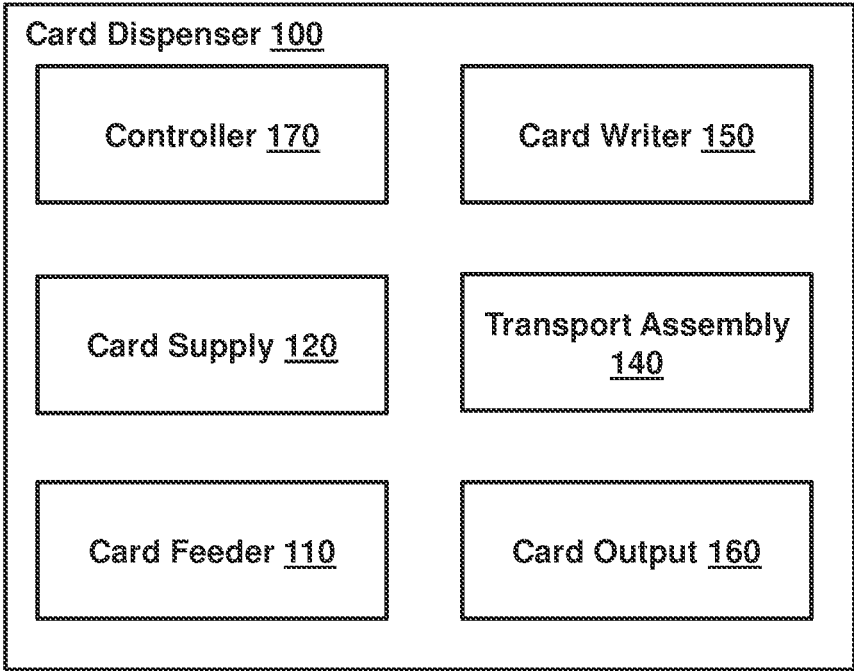 Card Dispenser 100
Controller 170
Card Writer 150
Card Supply 120
Transport Assembly
140
Card Feeder 110
Card Output 160